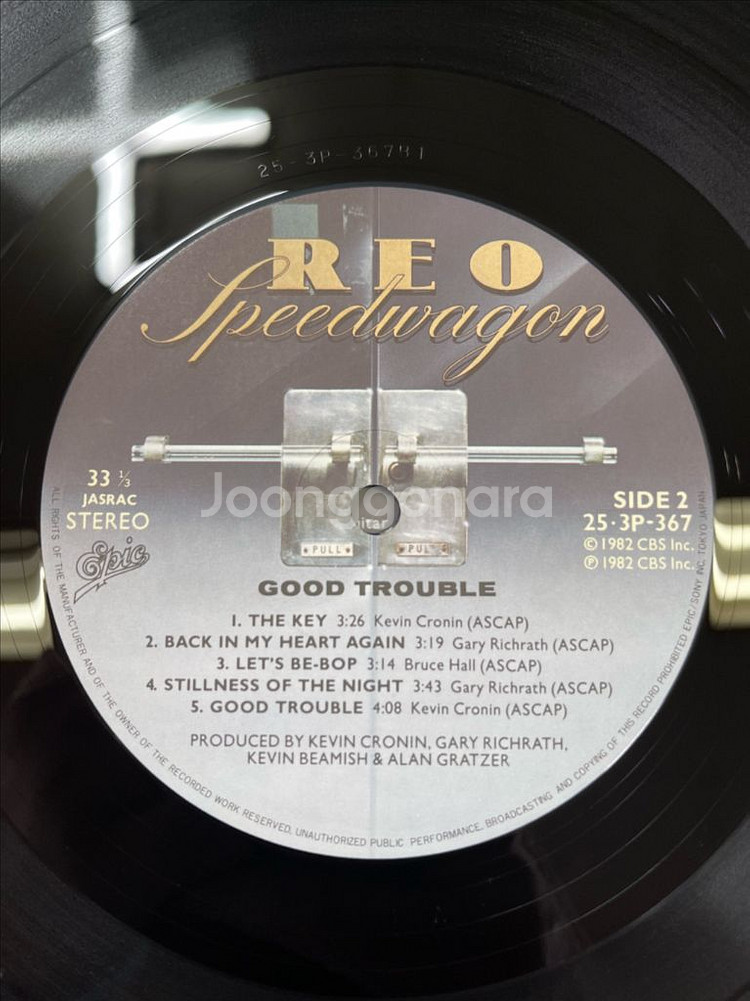 25-3P-367B1
REO
Speedwagon
33 ⅓
JASRAC
STEREO
Epic
Joonggonara
itar
SIDE 2
25·3P-367
© 1982 CBS Inc.
℗ 1982 CBS Inc.
★PULL★
GOOD TROUBLE
1. THE KEY 3:26 Kevin Cronin (ASCAP)
2. BACK IN MY HEART AGAIN 3:19 Gary Richrath (ASCAP)
3. LET'S BE-BOP 3:14 Bruce Hall (ASCAP)
4. STILLNESS OF THE NIGHT 3:43 Gary Richrath (ASCAP)
5. GOOD TROUBLE 4:08 Kevin Cronin (ASCAP)
PRODUCED BY KEVIN CRONIN, GARY RICHRATH,
KEVIN BEAMISH & ALAN GRATZER
ALL RIGHTS OF THE MANUFACTURER AND OF THE OWNER OF THE RECORDED WORK RESERVED, UNAUTHORIZED PUBLIC PERFORMANCE, BROADCASTING AND COPYING OF THIS RECORD PROHIBITED EPIC/SONY INC. TOKYO JAPAN